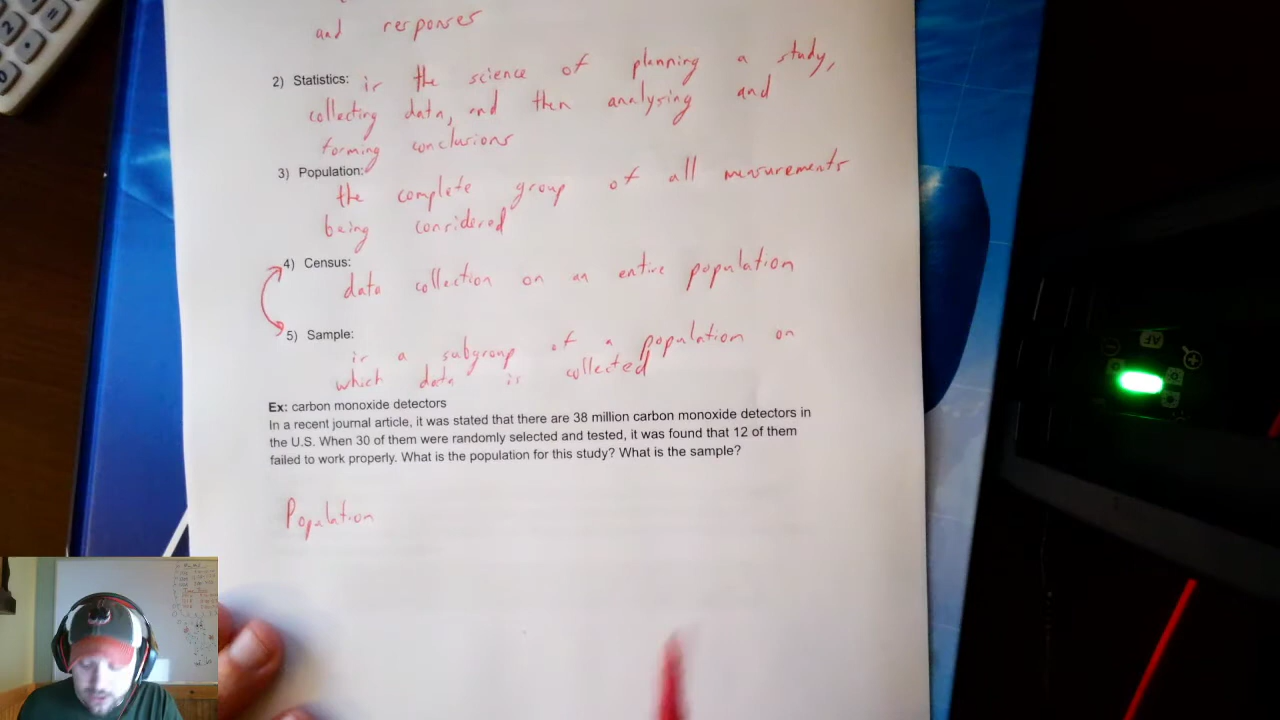 and responses
2) Statistics: is the science of planning a study,
collecting data, and then analysing and
forming conclusions
3) Population:
the complete group of all measurements
being considered
4) Census:
data collection on an entire population
5) Sample:
is a subgroup of a population on
which data is collected
Ex: carbon monoxide detectors
In a recent journal article, it was stated that there are 38 million carbon monoxide detectors in
the U.S. When 30 of them were randomly selected and tested, it was found that 12 of them
failed to work properly. What is the population for this study? What is the sample?
Population
AF